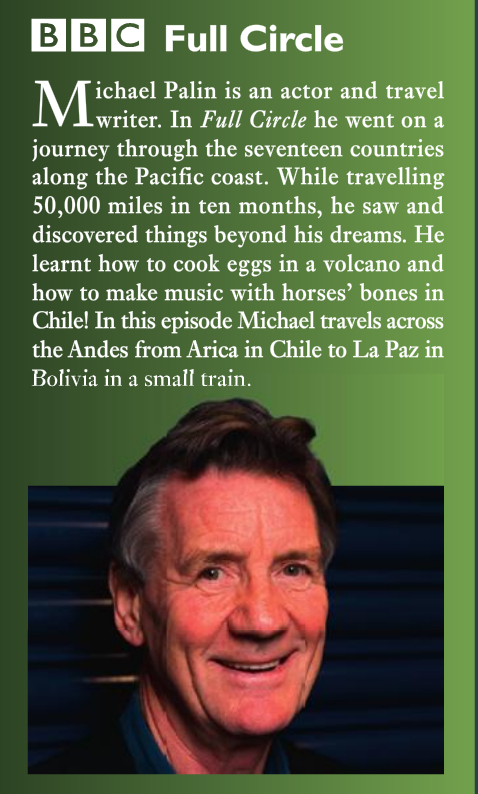 BBC Full Circle
Michael Palin is an actor and travel
writer. In Full Circle he went on a
journey through the seventeen countries
along the Pacific coast. While travelling
50,000 miles in ten months, he saw and
discovered things beyond his dreams. He
learnt how to cook eggs in a volcano and
how to make music with horses’ bones in
Chile! In this episode Michael travels across
the Andes from Arica in Chile to La Paz in
Bolivia in a small train.